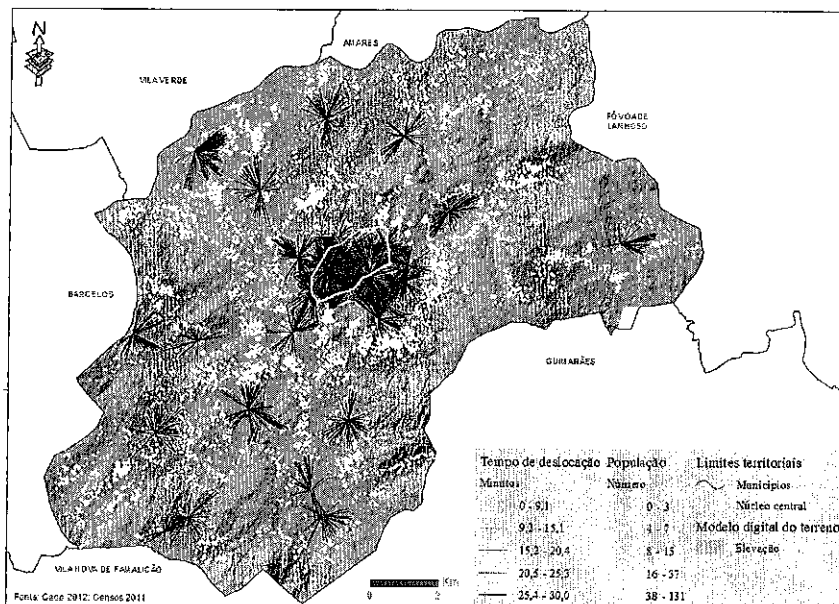 N
AMARES
VILA VERDE
PÓVOA DE
LANHOSO
BARCELOS
GUIMARÃES
VILA NOVA DE FAMALICÃO
Tempo de deslocação População Limites territoriais
Minutos Número Municípios
0 - 9,1 0 - 3 Núcleo central
15,1 4 - 7 Modelo digital do terreno
15,2 - 20,4 8 - 15 Elevação
20,5 - 25,3 16 - 37
25,4 - 30,0 38 - 131
Km
0 2
Fonte: 2012; Censos 2011